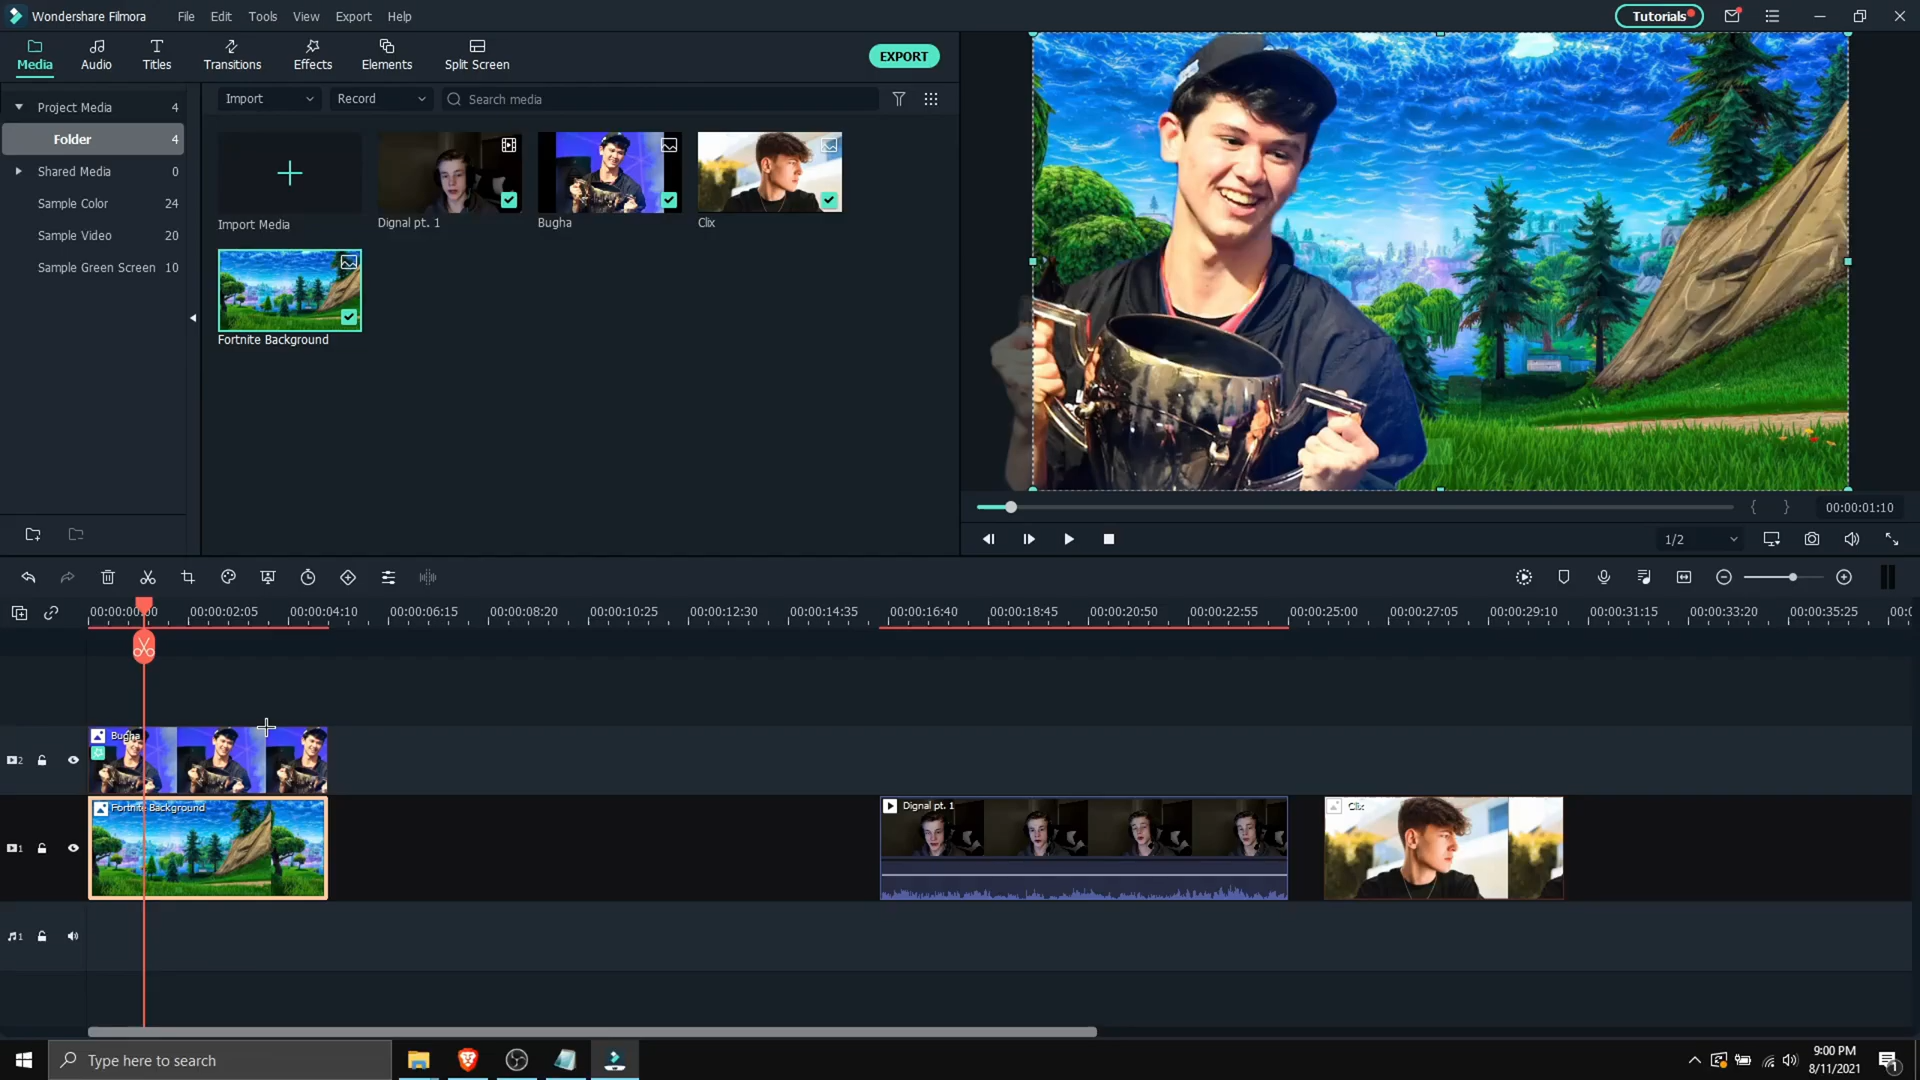 Wondershare Filmora File Edit Tools View Export Help Tutorials
Media Audio Titles Transitions Effects Elements Split Screen EXPORT
Project Media 4
Folder 4
Shared Media 0
Sample Color 24
Sample Video 20
Sample Green Screen 10
Import Record Search media
Import Media Dignal pt. 1 Bugha Clix
Fortnite Background
00:00:01:10
1/2
00:00:00:00 00:00:02:05 00:00:04:10 00:00:06:15 00:00:08:20 00:00:10:25 00:00:12:30 00:00:14:35 00:00:16:40 00:00:18:45 00:00:20:50 00:00:22:55 00:00:25:00 00:00:27:05 00:00:29:10 00:00:31:15 00:00:33:20 00:00:35:25
2 Bugha
1 Fortnite Background Dignal pt. 1 Clix
1
Type here to search
9:00 PM
8/11/2021
1